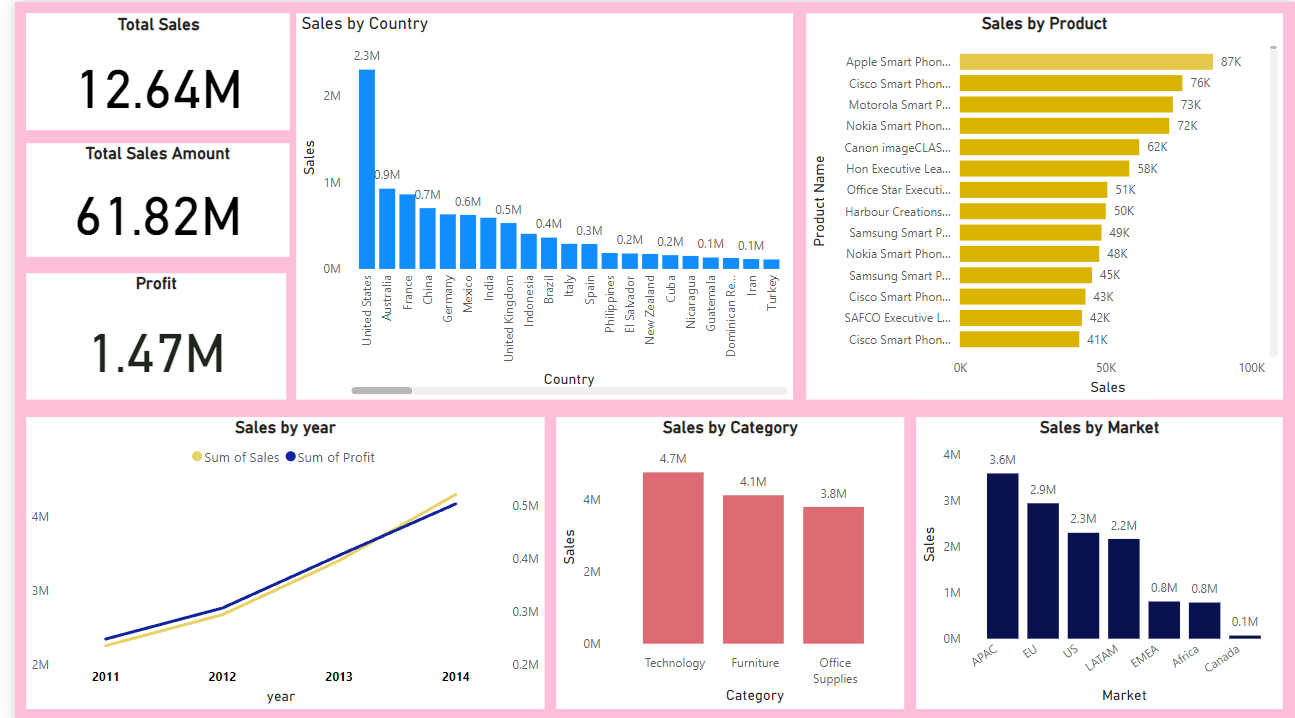 Total Sales
12.64M
Total Sales Amount
61.82M
Profit
1.47M
Sales by Country
2.3M
0.9M
0.7M
0.6M
0.5M
0.4M
0.3M
0.2M
0.2M
0.1M
0.1M
2M
1M
0M
Sales
United States
Australia
France
China
Germany
Mexico
India
United Kingdom
Indonesia
Brazil
Italy
Spain
Philippines
El Salvador
New Zealand
Cuba
Nicaragua
Guatemala
Dominican Re...
Iran
Turkey
Country
Sales by Product
Product Name
Apple Smart Phon... 87K
Cisco Smart Phon... 76K
Motorola Smart P... 73K
Nokia Smart Phon... 72K
Canon imageCLAS... 62K
Hon Executive Lea... 58K
Office Star Executi... 51K
Harbour Creations... 50K
Samsung Smart P... 49K
Nokia Smart Phon... 48K
Samsung Smart P... 45K
Cisco Smart Phon... 43K
SAFCO Executive L... 42K
Cisco Smart Phon... 41K
0K 50K 100K
Sales
Sales by year
Sum of Sales Sum of Profit
4M
3M
2M
0.5M
0.4M
0.3M
0.2M
2011 2012 2013 2014
year
Sales by Category
Sales
4M
2M
0M
4.7M
4.1M
3.8M
Technology
Furniture
Office
Supplies
Category
Sales by Market
Sales
4M
3M
2M
1M
0M
3.6M
2.9M
2.3M
2.2M
0.8M
0.8M
0.1M
APAC
EU
US
LATAM
EMEA
Africa
Canada
Market